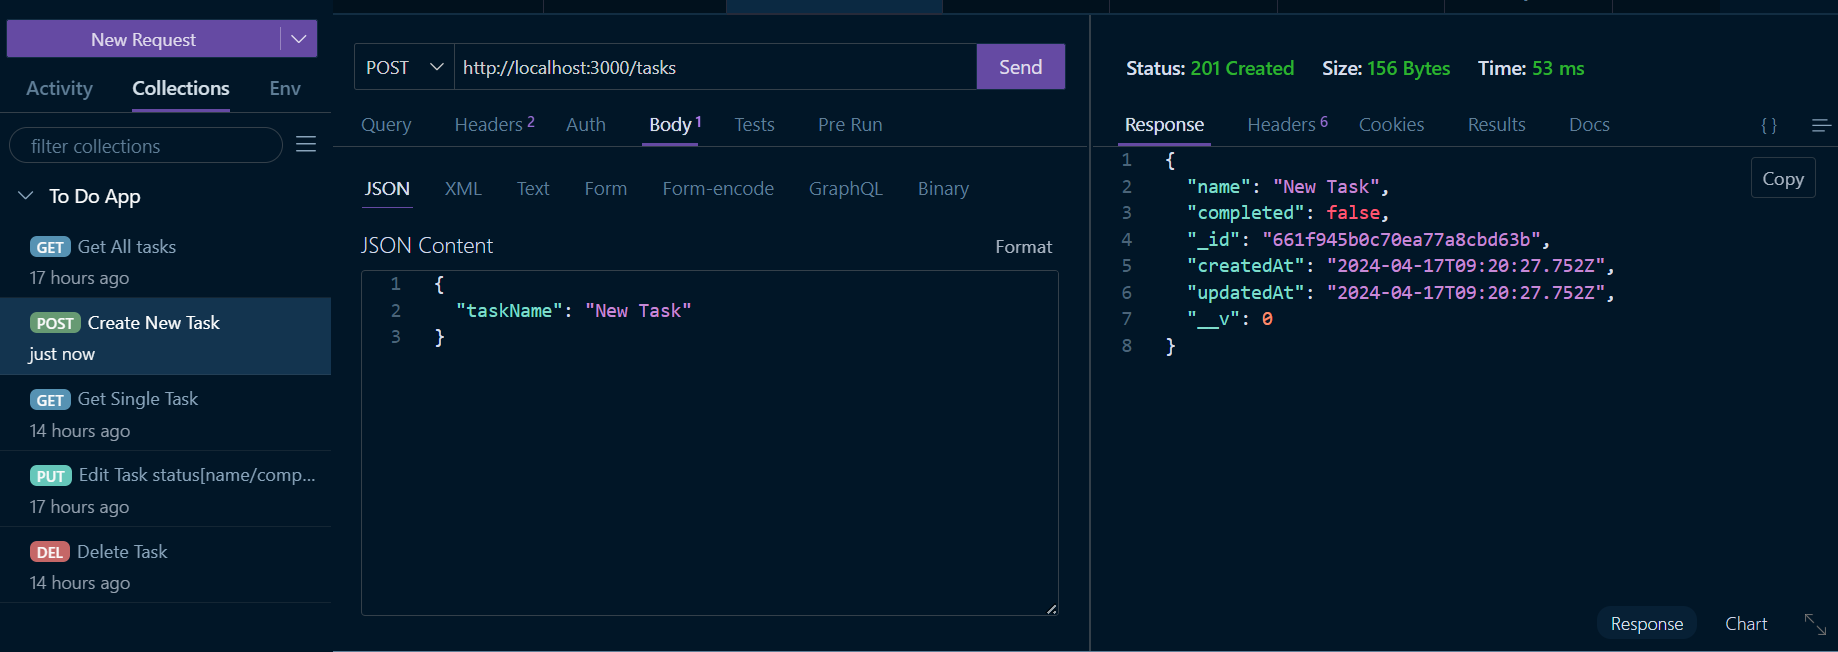 New Request
Activity Collections Env
filter collections
To Do App
GET Get All tasks
17 hours ago
POST Create New Task
just now
GET Get Single Task
14 hours ago
PUT Edit Task status[name/comp...
17 hours ago
DEL Delete Task
14 hours ago
POST http://localhost:3000/tasks Send
Query Headers 2 Auth Body 1 Tests Pre Run
JSON XML Text Form Form-encode GraphQL Binary
JSON Content Format
1 {
2 "taskName": "New Task"
3 }
Status: 201 Created Size: 156 Bytes Time: 53 ms
Response Headers 6 Cookies Results Docs { }
Copy
1 {
2 "name": "New Task",
3 "completed": false,
4 "_id": "661f945b0c70ea77a8cbd63b",
5 "createdAt": "2024-04-17T09:20:27.752Z",
6 "updatedAt": "2024-04-17T09:20:27.752Z",
7 "__v": 0
8 }
Response Chart